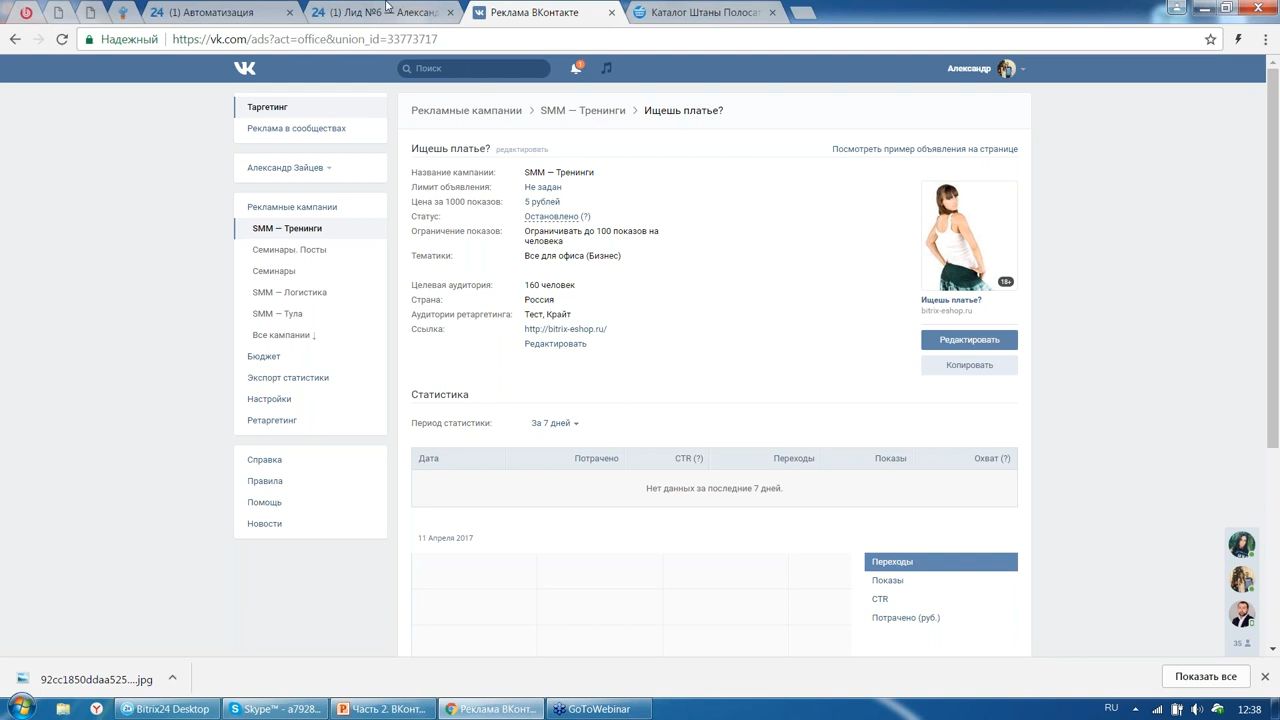 24 (1) Автоматизация
24 (1) Лид №6 Александ
Реклама ВКонтакте
Каталог Штаны Полоса
Надежный
https://vk.com/ads?act=office&union_id=33773717
Поиск
1
Александр
Таргетинг
Реклама в сообществах
Александр Зайцев
Рекламные кампании
SMM — Тренинги
Семинары. Посты
Семинары
SMM — Логистика
SMM — Тула
Все кампании ↓
Бюджет
Экспорт статистики
Настройки
Ретаргетинг
Справка
Правила
Помощь
Новости
Рекламные кампании > SMM — Тренинги > Ищешь платье?
Ищешь платье? редактировать
Посмотреть пример объявления на странице
Название кампании: SMM — Тренинги
Лимит объявления: Не задан
Цена за 1000 показов: 5 рублей
Статус: Остановлено (?)
Ограничение показов: Ограничивать до 100 показов на
человека
Тематики: Все для офиса (Бизнес)
Целевая аудитория: 160 человек
Страна: Россия
Аудитории ретаргетинга: Тест, Крайт
Ссылка: http://bitrix-eshop.ru/
Редактировать
18+
Ищешь платье?
bitrix-eshop.ru
Редактировать
Копировать
Статистика
Период статистики: За 7 дней
Дата Потрачено CTR (?) Переходы Показы Охват (?)
Нет данных за последние 7 дней.
11 Апреля 2017
Переходы
Показы
CTR
Потрачено (руб.)
35
92cc1850ddaa525....jpg
Показать все
Bitrix24 Desktop
Skype™ - a7928...
Часть 2. ВКонт...
Реклама ВКонт...
GoToWebinar
RU
12:38